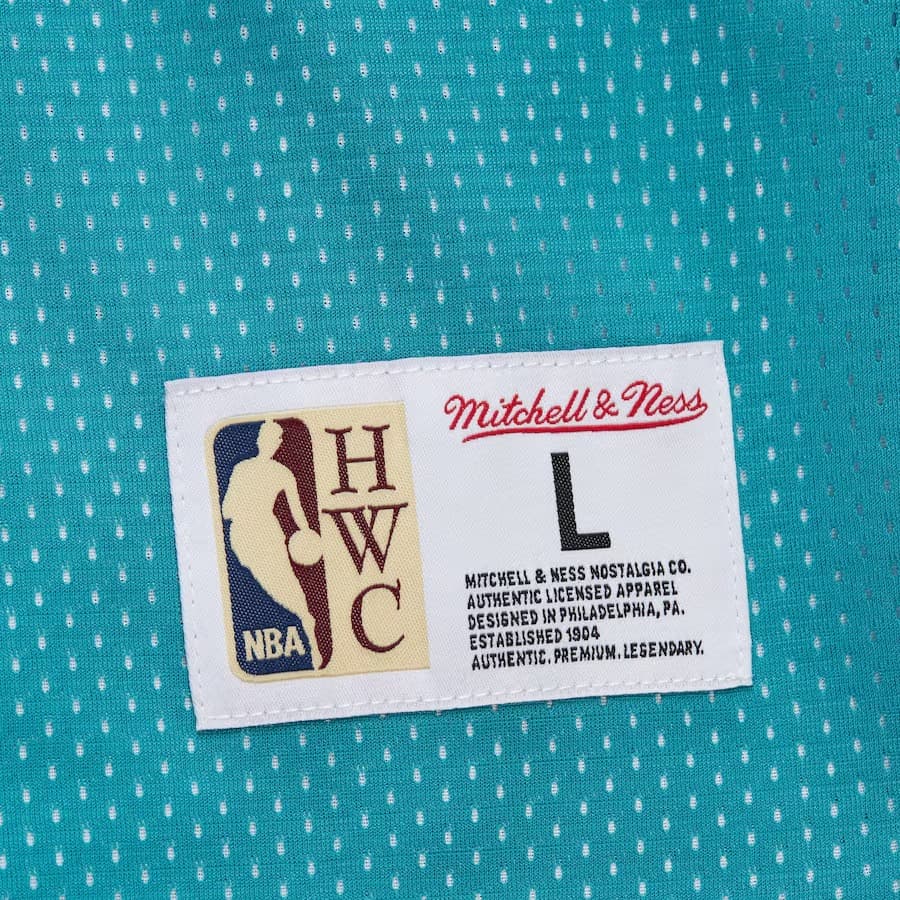 NBA
H
W
C
Mitchell & Ness
L
MITCHELL & NESS NOSTALGIA CO.
AUTHENTIC LICENSED APPAREL
DESIGNED IN PHILADELPHIA, PA.
ESTABLISHED 1904
AUTHENTIC. PREMIUM. LEGENDARY.